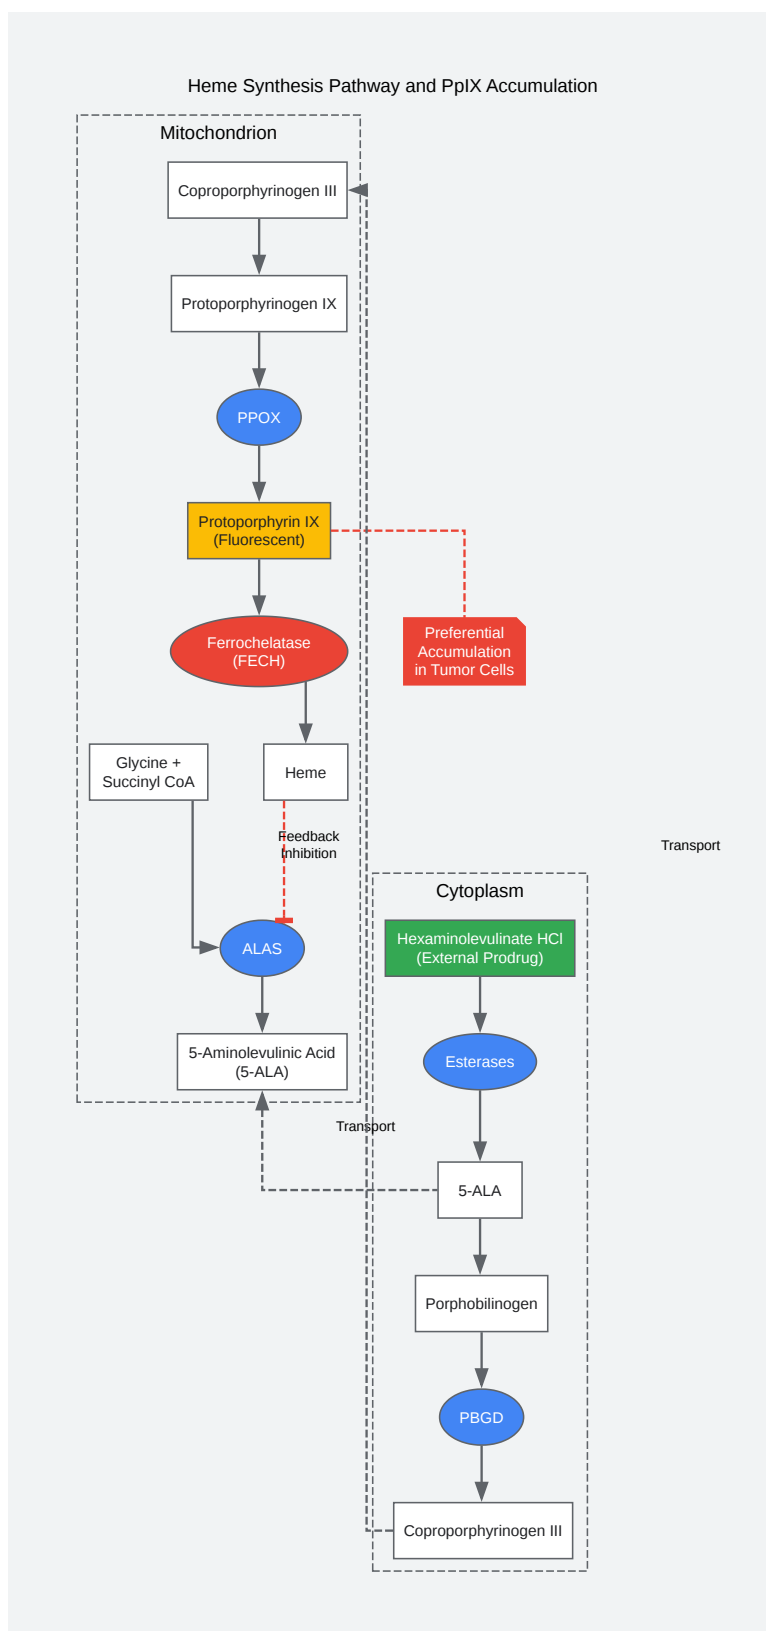 Heme Synthesis Pathway and PpIX Accumulation
Mitochondrion
Coproporphyrinogen III
Protoporphyrinogen IX
PPOX
Protoporphyrin IX
(Fluorescent)
Ferrochelatase
(FECH)
Preferential
Accumulation
in Tumor Cells
Glycine +
Succinyl CoA
Heme
Feedback
Inhibition
Transport
ALAS
5-Aminolevulinic Acid
(5-ALA)
Cytoplasm
Hexaminolevulinate HCl
(External Prodrug)
Esterases
Transport
5-ALA
Porphobilinogen
PBGD
Coproporphyrinogen III